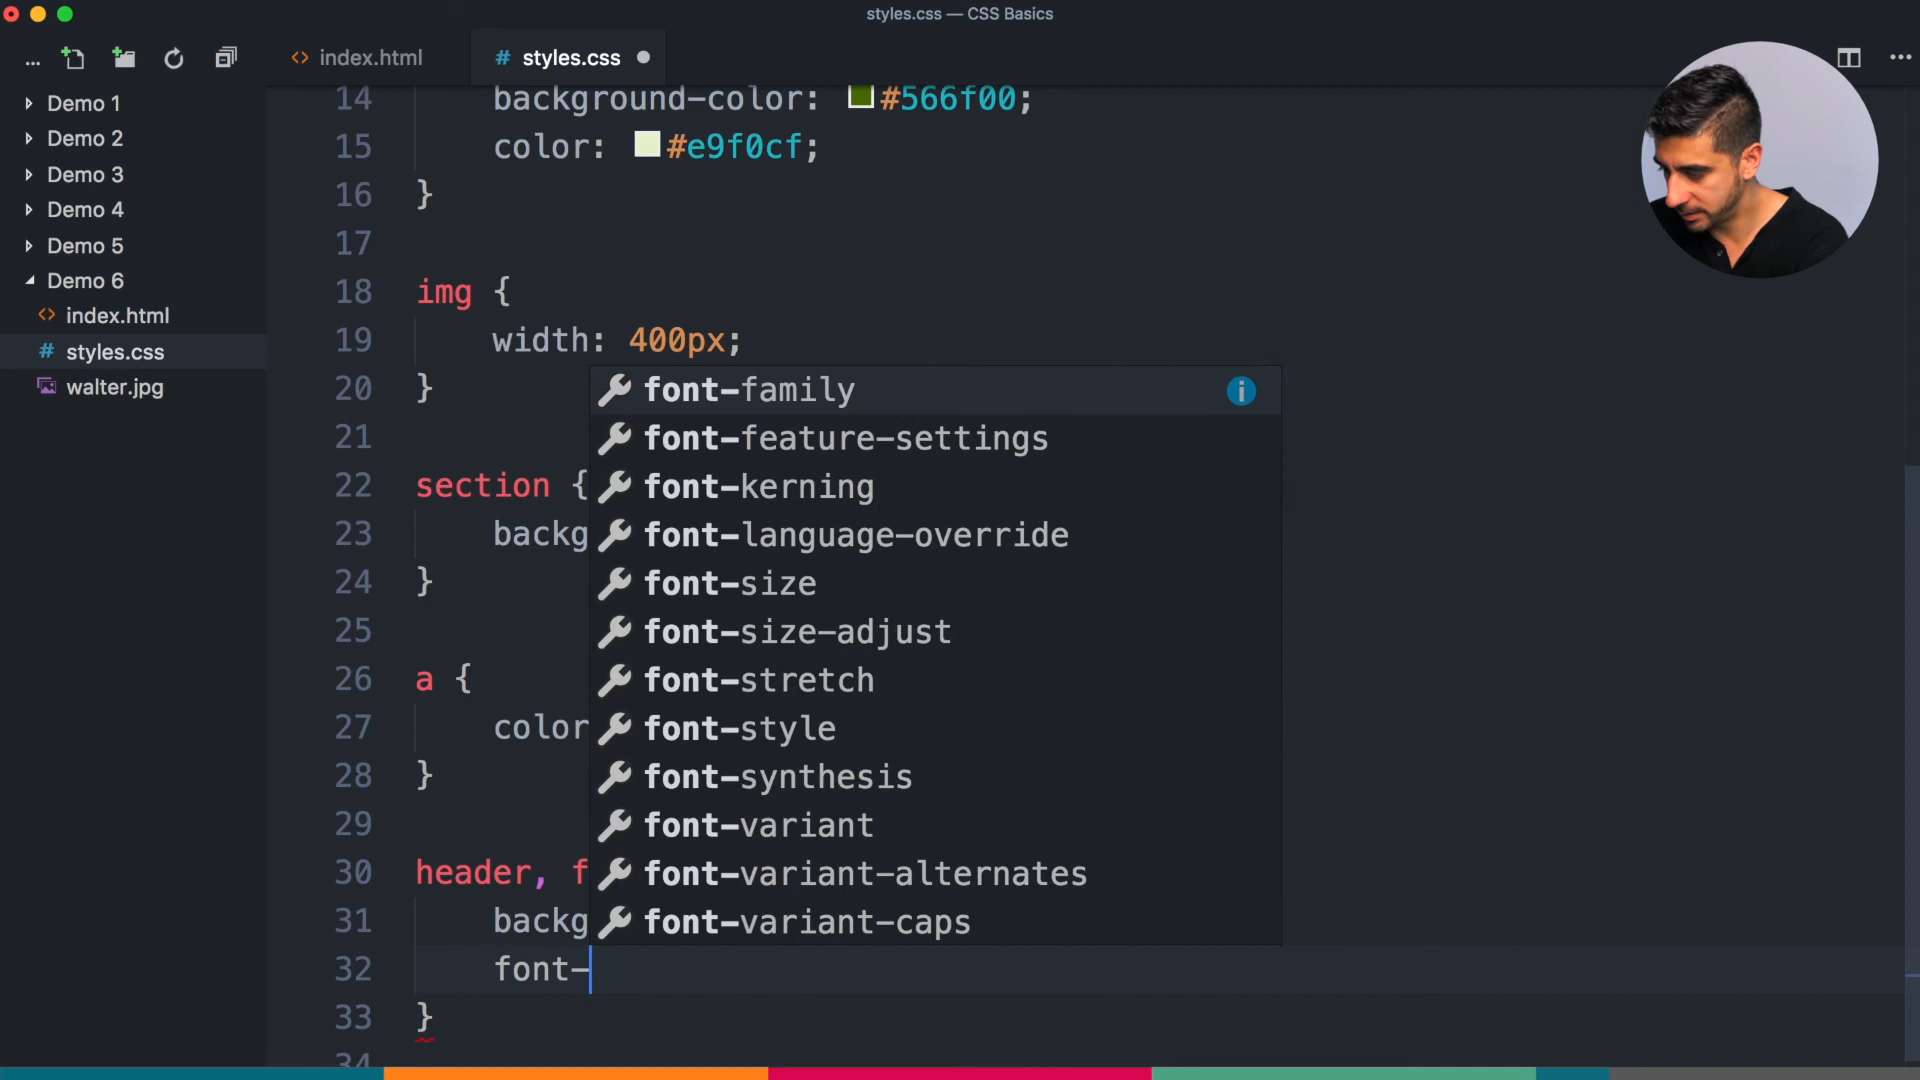 styles.css — CSS Basics
...
index.html
# styles.css
Demo 1
Demo 2
Demo 3
Demo 4
Demo 5
Demo 6
index.html
# styles.css
walter.jpg
14 background-color: #566f00;
15 color: #e9f0cf;
16 }
17
18 img {
19 width: 400px;
20 }
21
22 section {
23 backg
24 }
25
26 a {
27 color
28 }
29
30 header, f
31 backg
32 font-
33 }
34
font-family
font-feature-settings
font-kerning
font-language-override
font-size
font-size-adjust
font-stretch
font-style
font-synthesis
font-variant
font-variant-alternates
font-variant-caps